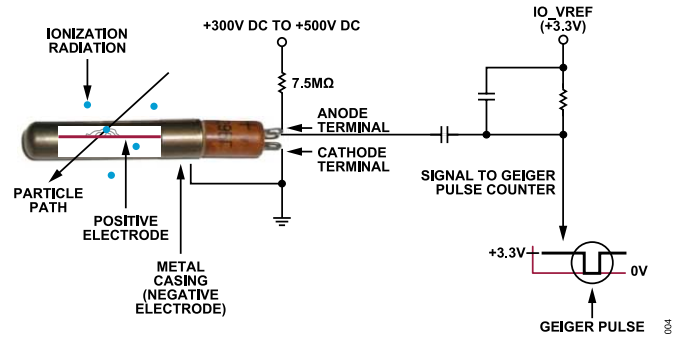 IONIZATION
RADIATION
+300V DC TO +500V DC
IO_VREF
(+3.3V)
7.5MΩ
ANODE
TERMINAL
CATHODE
TERMINAL
SIGNAL TO GEIGER
PULSE COUNTER
PARTICLE
PATH
POSITIVE
ELECTRODE
METAL
CASING
(NEGATIVE
ELECTRODE)
+3.3V
0V
GEIGER PULSE
004